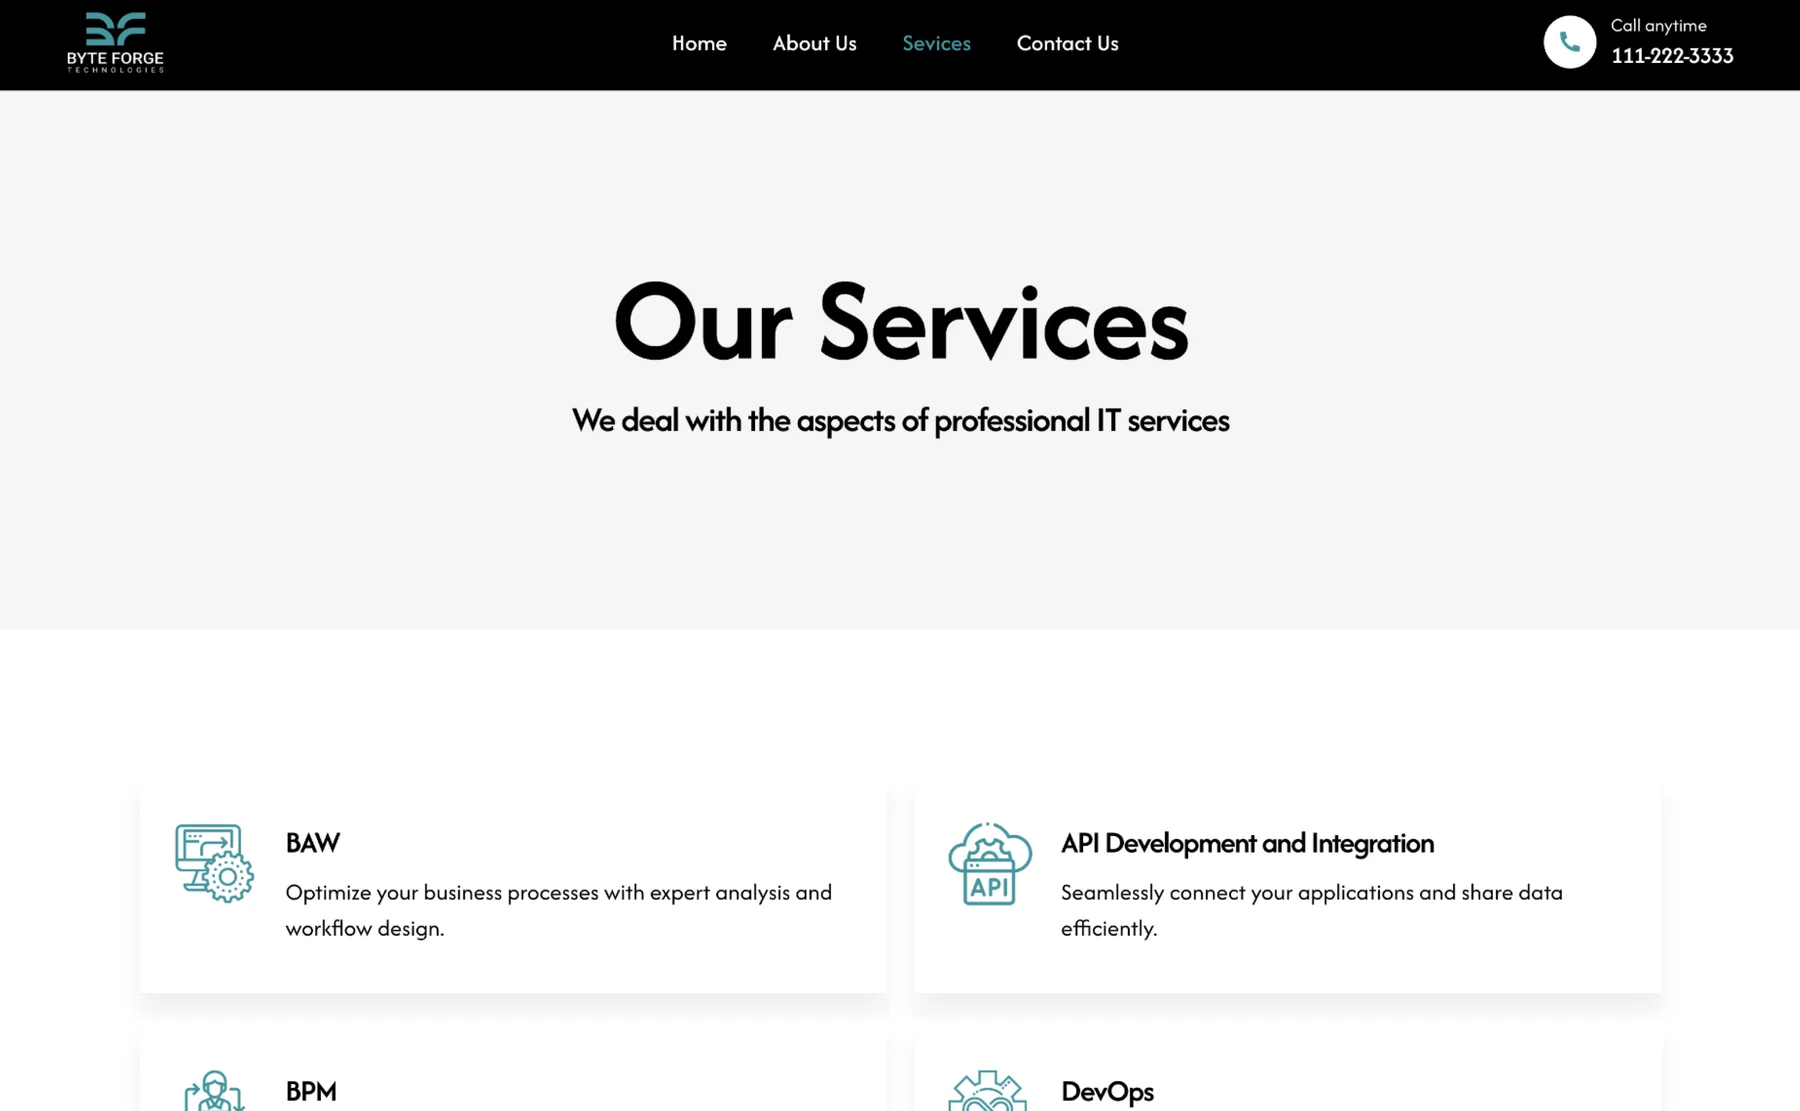 BYTE FORGE
TECHNOLOGIES
Home
About Us
Sevices
Contact Us
Call anytime
111-222-3333
Our Services
We deal with the aspects of professional IT services
BAW
Optimize your business processes with expert analysis and
workflow design.
API
API Development and Integration
Seamlessly connect your applications and share data
efficiently.
BPM
DevOps